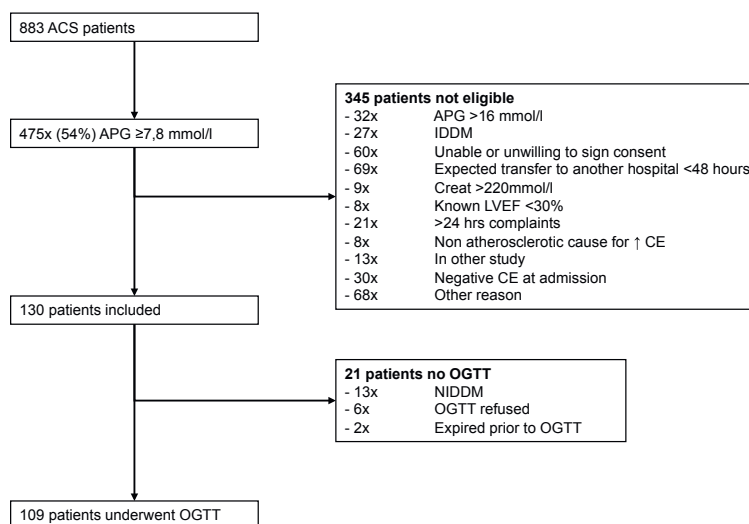 883 ACS patients
345 patients not eligible
- 32x APG >16 mmol/l
- 27x IDDM
- 60x Unable or unwilling to sign consent
- 69x Expected transfer to another hospital <48 hours
- 9x Creat >220mmol/l
- 8x Known LVEF <30%
- 21x >24 hrs complaints
- 8x Non atherosclerotic cause for ↑ CE
- 13x In other study
- 30x Negative CE at admission
- 68x Other reason
475x (54%) APG ≥7,8 mmol/l
130 patients included
21 patients no OGTT
- 13x NIDDM
- 6x OGTT refused
- 2x Expired prior to OGTT
109 patients underwent OGTT